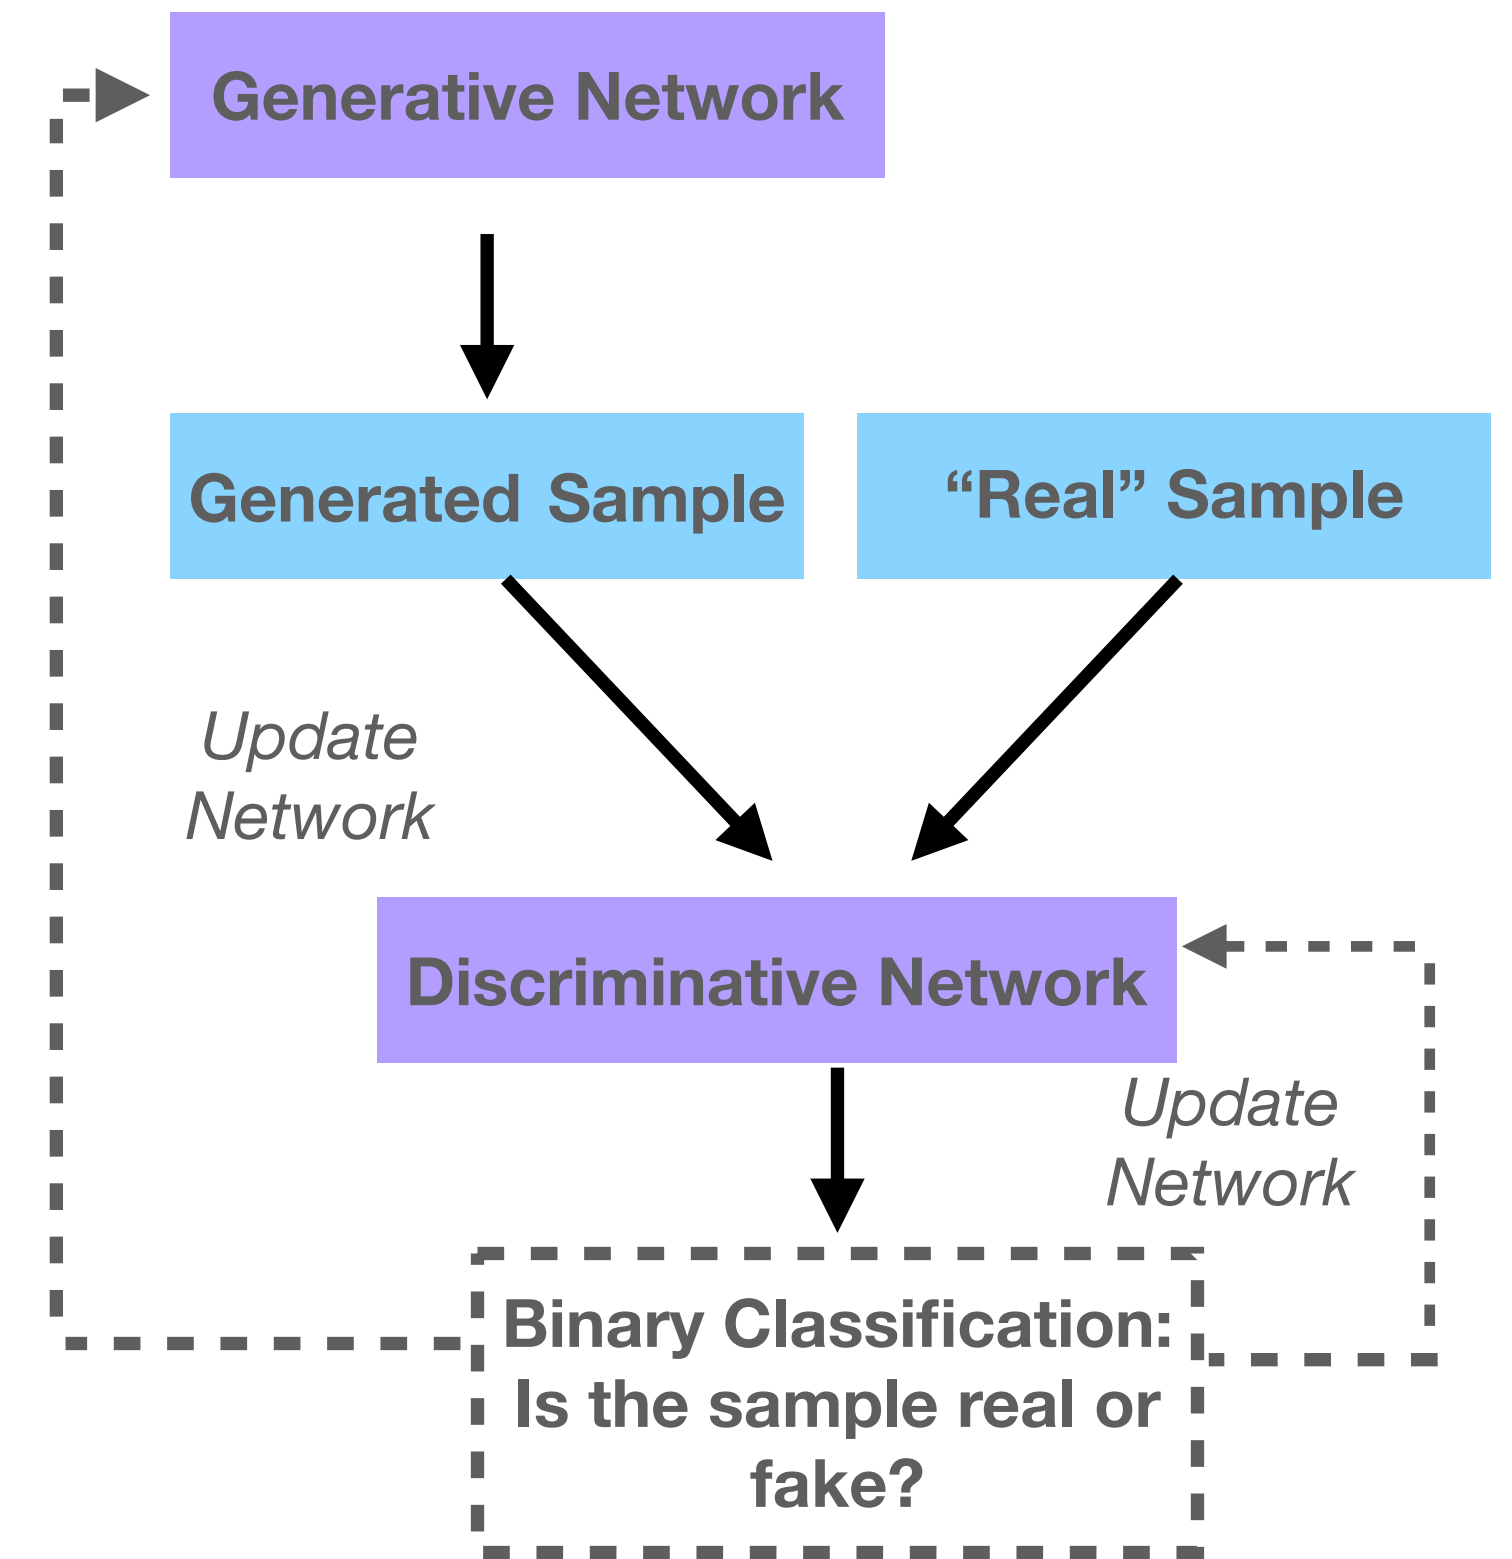 Generative Network
Generated Sample
“Real” Sample
Update
Network
Discriminative Network
Update
Network
Binary Classification:
Is the sample real or
fake?